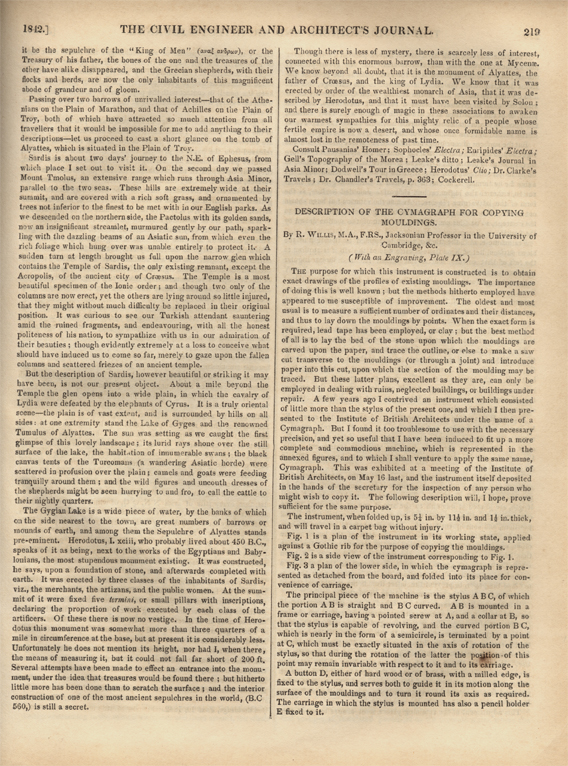 1842.]
THE CIVIL ENGINEER AND ARCHITECT'S JOURNAL.
219
it be the sepulchre of the "King of Men" (αναξ ανδρων), or the
Treasury of his father, the bones of the one and the treasures of the
other have alike disappeared, and the Grecian shepherds, with their
flocks and herds, are now the only inhabitants of this magnificent
abode of grandeur and of gloom.
Passing over two barrows of unrivalled interest—that of the Athe-
nians on the Plain of Marathon, and that of Achilles on the Plain of
Troy, both of which have attracted so much attention from all
travellers that it would be impossible for me to add anything to their
descriptions—let us proceed to cast a short glance on the tomb of
Alyattes, which is situated in the Plain of Troy.
Sardis is about two days' journey to the N.E. of Ephesus, from
which place I set out to visit it. On the second day we passed
Mount Tmolus, an extensive range which runs through Asia Minor,
parallel to the two seas. These hills are extremely wide at their
summit, and are covered with a rich soft grass, and ornamented by
trees not inferior to the finest to be met with in our English parks. As
we descended on the northern side, the Pactolus with its golden sands,
now an insignificant streamlet, murmured gently by our path, spark-
ling with the dazzling beams of an Asiatic sun, from which even the
rich foliage which hung over was unable entirely to protect it. A
sudden turn at length brought us full upon the narrow glen which
contains the Temple of Sardis, the only existing remnant, except the
Acropolis, of the ancient city of Crœsus. The Temple is a most
beautiful specimen of the Ionic order; and though two only of the
columns are now erect, yet the others are lying around so little injured,
that they might without much difficulty be replaced in their original
position. It was curious to see our Turkish attendant sauntering
amid the ruined fragments, and endeavouring, with all the honest
politeness of his nation, to sympathise with us in our admiration of
their beauties; though evidently extremely at a loss to conceive what
should have induced us to come so far, merely to gaze upon the fallen
columns and scattered friezes of an ancient temple.
But the description of Sardis, however beautiful or striking it may
have been, is not our present object. About a mile beyond the
Temple the glen opens into a wide plain, in which the cavalry of
Lydia were defeated by the elephants of Cyrus. It is a truly oriental
scene—the plain is of vast extent, and is surrounded by hills on all
sides: at one extremity stand the Lake of Gyges and the renowned
Tumulus of Alyattes. The sun was setting as we caught the first
glimpse of this lovely landscape; its lurid rays shone over the still
surface of the lake, the habitation of innumerable swans; the black
canvas tents of the Turcomans (a wandering Asiatic horde) were
scattered in profusion over the plain; camels and goats were feeding
tranquilly around them; and the wild figures and uncouth dresses of
the shepherds might be seen hurrying to and fro, to call the cattle to
their nightly quarters.
The Gygian Lake is a wide piece of water, by the banks of which
on the side nearest to the town, are great numbers of barrows or
mounds of earth, and among them the Sepulchre of Alyattes stands
pre-eminent. Herodotus, l. xciii, who probably lived about 450 B.C.,
speaks of it as being, next to the works of the Egyptians and Baby-
lonians, the most stupendous monument existing. It was constructed,
he says, upon a foundation of stone, and afterwards completed with
earth. It was erected by three classes of the inhabitants of Sardis,
viz., the merchants, the artizans, and the public women. At the sum-
mit of it were fixed five termini, or small pillars with inscriptions,
declaring the proportion of work executed by each class of the
artificers. Of these there is now no vestige. In the time of Hero-
dotus this monument was somewhat more than three quarters of a
mile in circumference at the base, but at present it is considerably less.
Unfortunately he does not mention its height, nor had I, when there,
the means of measuring it, but it could not fall far short of 200 ft.
Several attempts have been made to effect an entrance into the monu-
ment, under the idea that treasures would be found there; but hitherto
little more has been done than to scratch the surface; and the interior
construction of one of the most ancient sepulchres in the world, (B.C
560,) is still a secret.
Though there is less of mystery, there is scarcely less of interest,
connected with this enormous barrow, than with the one at Mycenæ.
We know beyond all doubt, that it is the monument of Alyattes, the
father of Crœsus, and the king of Lydia. We know that it was
erected by order of the wealthiest monarch of Asia, that it was de-
scribed by Herodotus, and that it must have been visited by Solon;
and there is surely enough of magic in these associations to awaken
our warmest sympathies for this mighty relic of a people whose
fertile empire is now a desert, and whose once formidable name is
almost lost in the remoteness of past time.
Consult Pausanias' Homer; Sophocles' Electra; Euripides' Electra;
Gell's Topography of the Morea; Leake's ditto; Leake's Journal in
Asia Minor; Dodwell's Tour in Greece; Herodotus' Clio; Dr. Clarke's
Travels; Dr. Chandler's Travels, p. 363; Cockerell.
DESCRIPTION OF THE CYMAGRAPH FOR COPYING
MOULDINGS.
By R. WILLIS, M.A., F.RS., Jacksonian Professor in the University of
Cambridge, &c.
(With an Engraving, Plate IX.)
THE purpose for which this instrument is constructed is to obtain
exact drawings of the profiles of existing mouldings. The importance
of doing this is well known; but the methods hitherto employed have
appeared to me susceptible of improvement. The oldest and most
usual is to measure a sufficient number of ordinates and their distances,
and thus to lay down the mouldings by points. When the exact form is
required, lead tape has been employed, or clay; but the best method
of all is to lay the bed of the stone upon which the mouldings are
carved upon the paper, and trace the outline, or else to make a saw
cut transverse to the mouldings (or through a joint) and introduce
paper into this cut, upon which the section of the moulding may be
traced. But these latter plans, excellent as they are, can only be
employed in dealing with ruins, neglected buildings, or buildings under
repair. A few years ago I contrived an instrument which consisted
of little more than the stylus of the present one, and which I then pre-
sented to the Institute of British Architects under the name of a
Cymagraph. But I found it too troublesome to use with the necessary
precision, and yet so useful that I have been induced to fit up a more
complete and commodious machine, which is represented in the
annexed figures, and to which I shall venture to apply the same name,
Cymagraph. This was exhibited at a meeting of the Institute of
British Architects, on May 16 last, and the instrument itself deposited
in the hands of the secretary for the inspection of any person who
might wish to copy it. The following description will, I hope, prove
sufficient for the same purpose.
The instrument, when folded up, is 5½ in. by 11½ in. and 1½ in. thick,
and will travel in a carpet bag without injury.
Fig. 1 is a plan of the instrument in its working state, applied
against a Gothic rib for the purpose of copying the mouldings.
Fig. 2 is a side view of the instrument corresponding to Fig. 1.
Fig. 3 a plan of the lower side, in which the cymagraph is repre-
sented as detached from the board, and folded into its place for con-
venience of carriage.
The principal piece of the machine is the stylus A B C, of which
the portion A B is straight and B C curved. A B is mounted in a
frame or carriage, having a pointed screw at A, and a collar at B, so
that the stylus is capable of revolving, and the curved portion B C,
which is nearly in the form of a semicircle, is terminated by a point
at C, which must be exactly situated in the axis of rotation of the
stylus, so that during the rotation of the latter the position of this
point may remain invariable with respect to it and to its carriage.
A button D, either of hard wood or of brass, with a milled edge, is
fixed to the stylus, and serves both to guide it in its motion along the
surface of the mouldings and to turn it round its axis as required.
The carriage in which the stylus is mounted has also a pencil holder
E fixed to it.